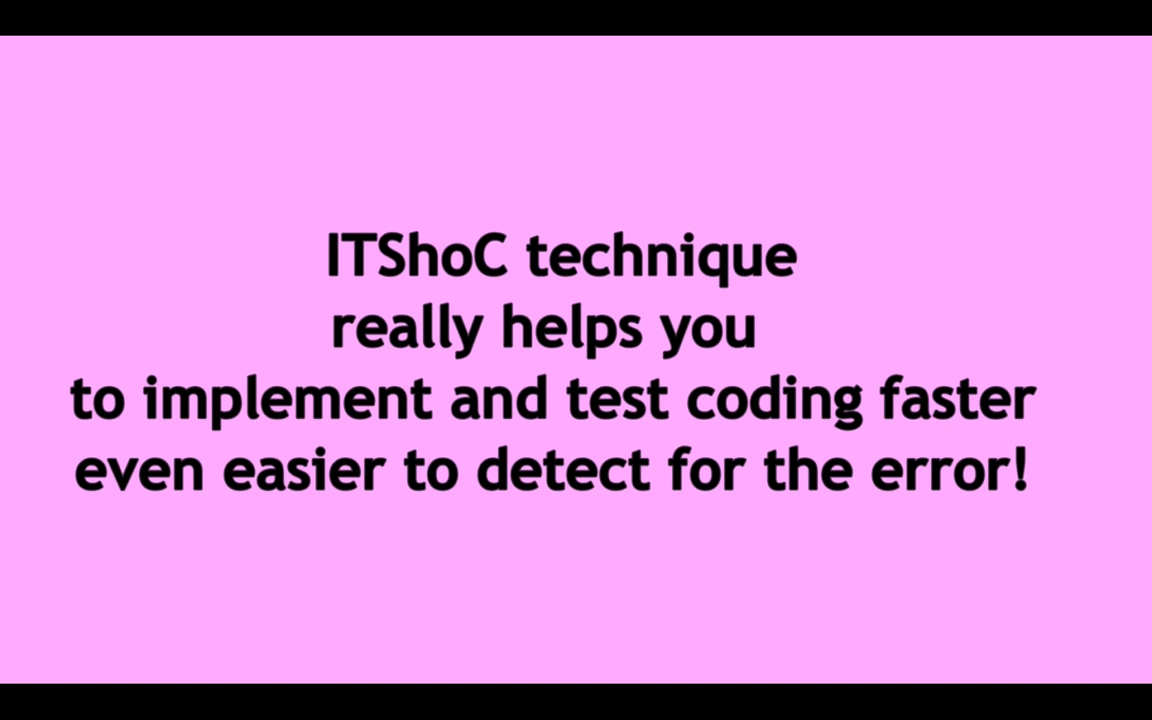 ITShoC technique
really helps you
to implement and test coding faster
even easier to detect for the error!